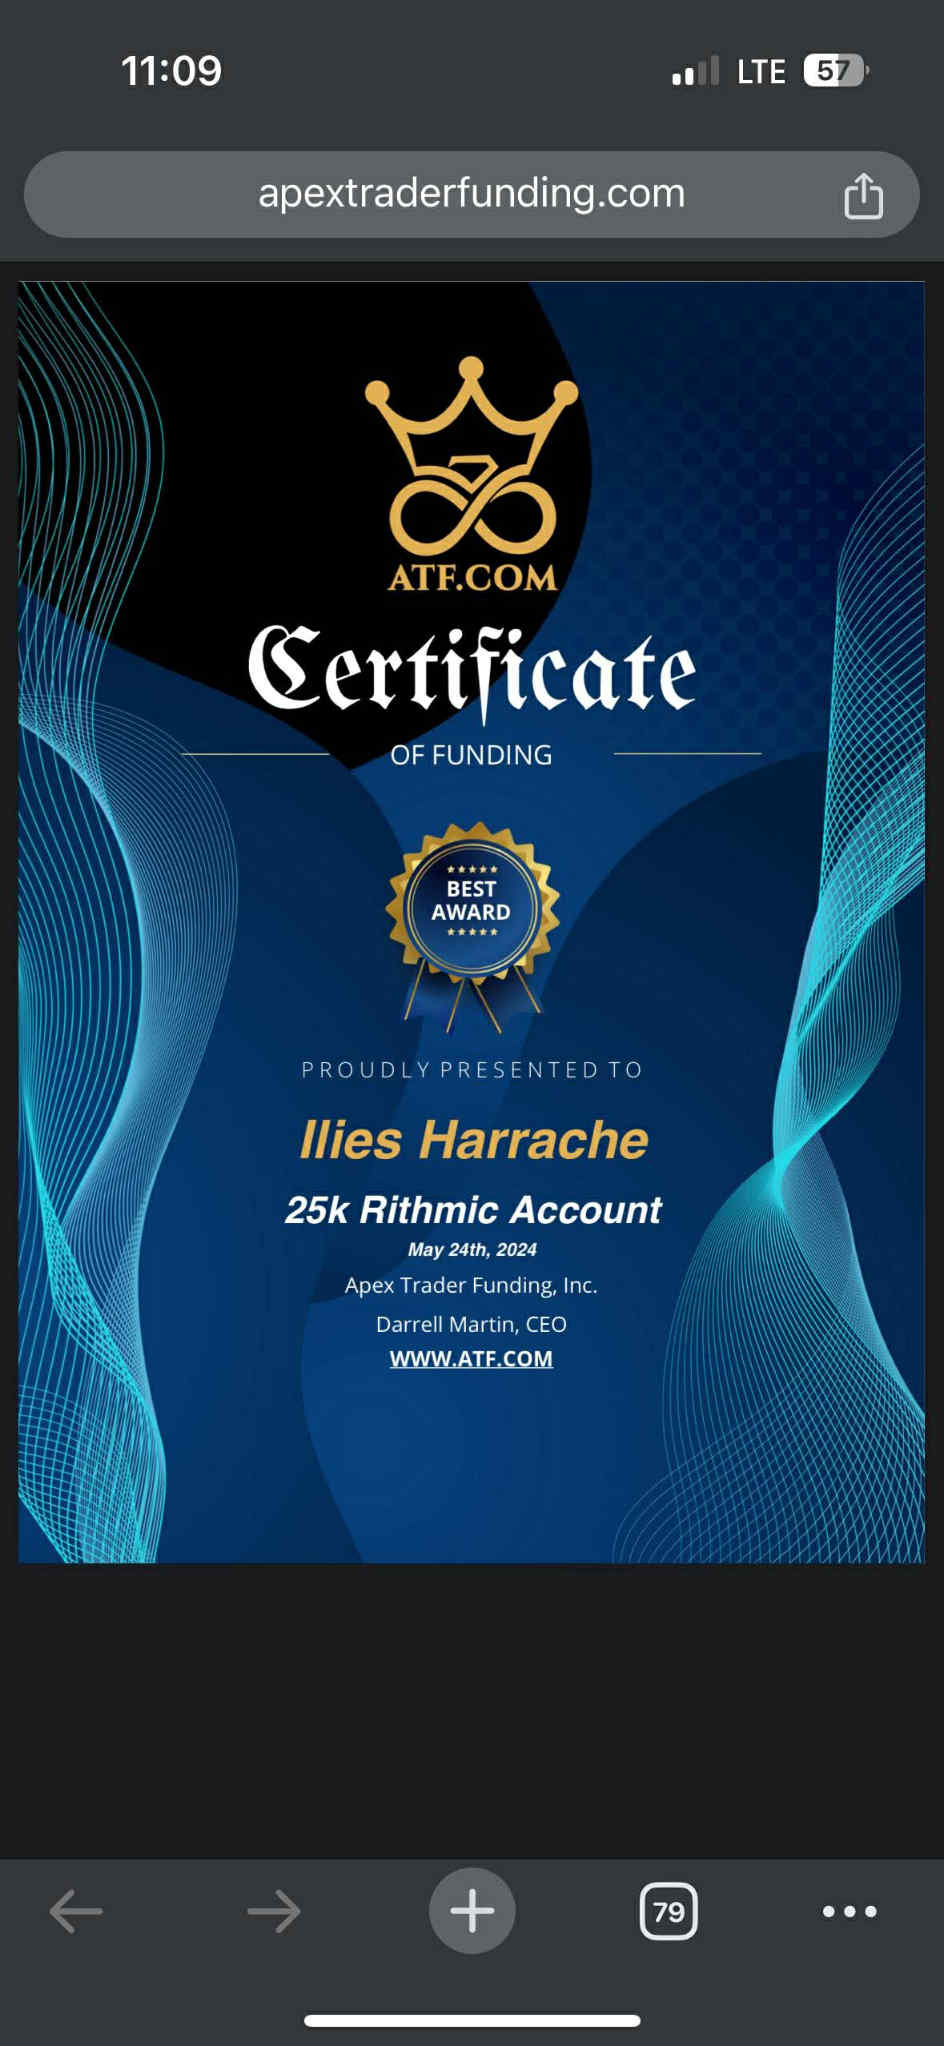 11:09
LTE 57
apextraderfunding.com
ATF.COM
Certificate
OF FUNDING
BEST
AWARD
PROUDLY PRESENTED TO
Ilies Harrache
25k Rithmic Account
May 24th, 2024
Apex Trader Funding, Inc.
Darrell Martin, CEO
WWW.ATF.COM
79